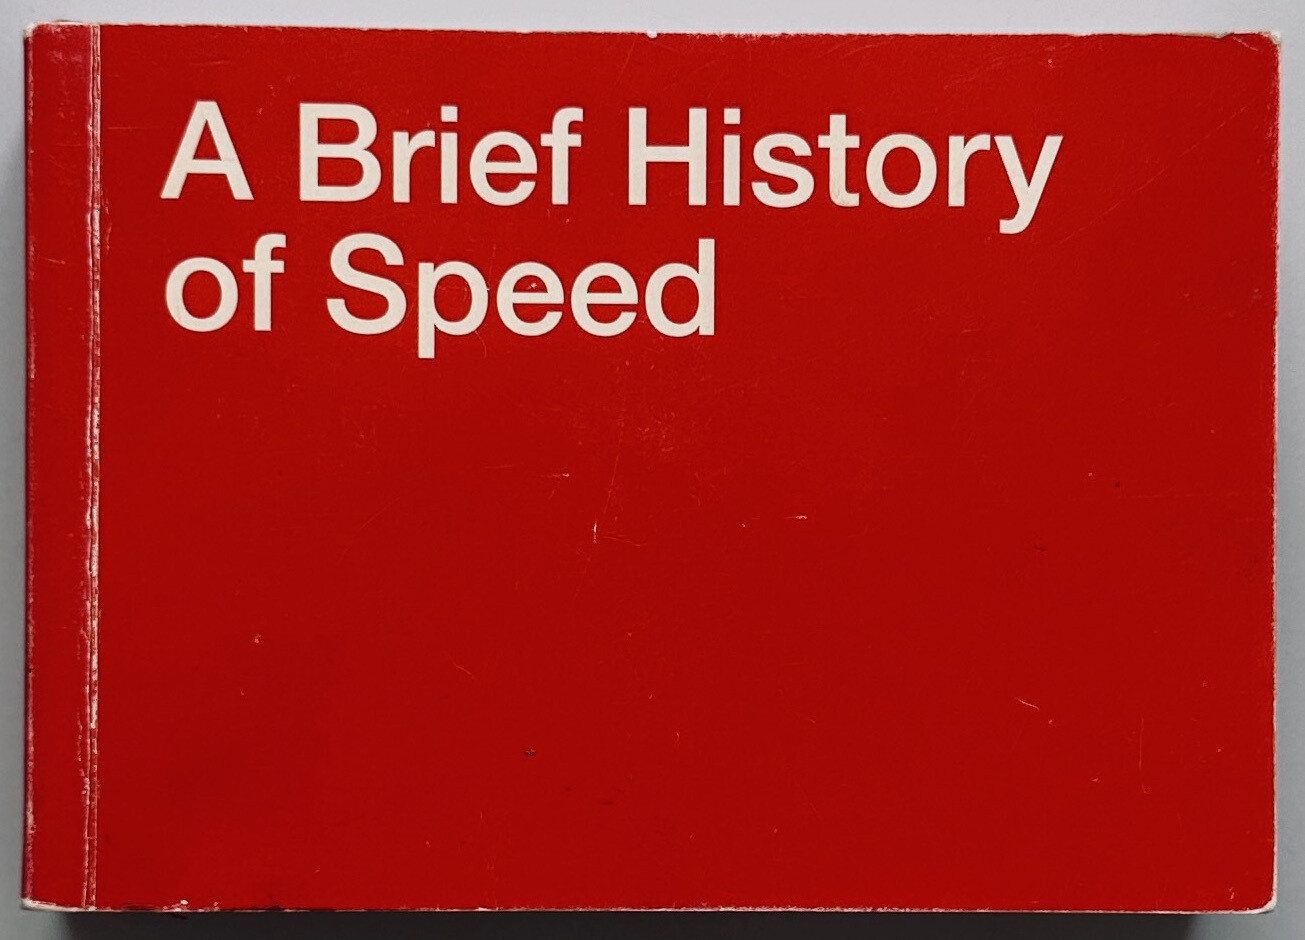 A Brief History
of Speed